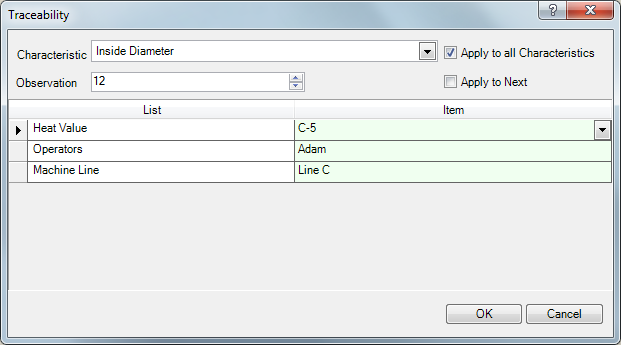 Traceability
Characteristic Inside Diameter Apply to all Characteristics
Observation 12 Apply to Next
List Item
Heat Value C-5
Operators Adam
Machine Line Line C
OK Cancel